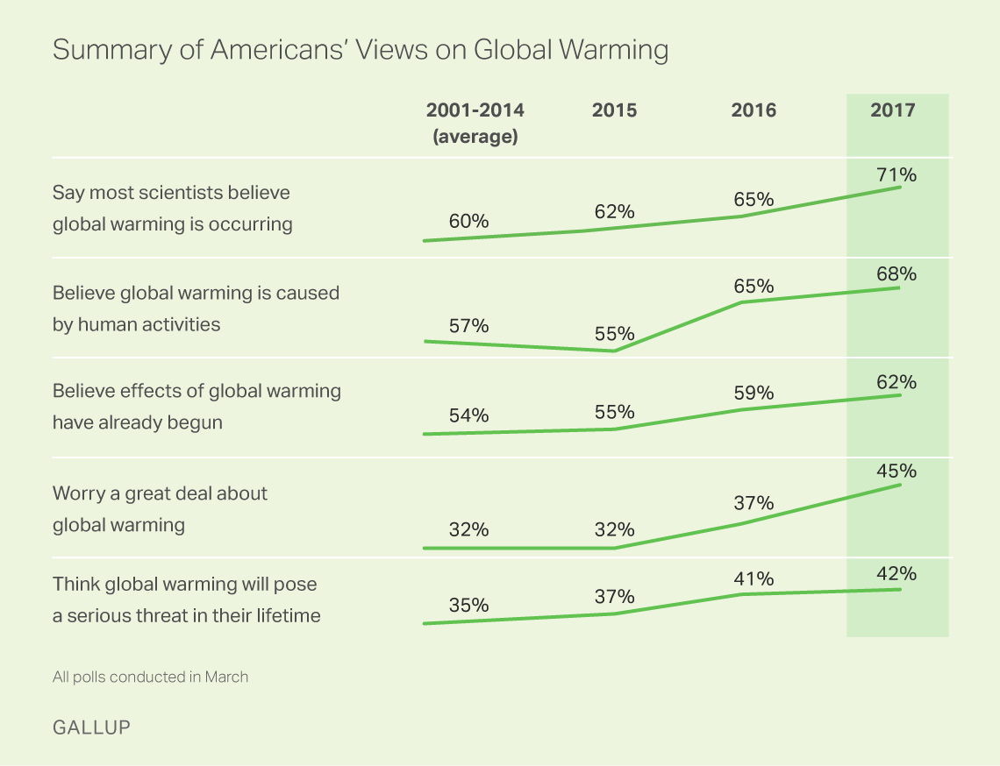 Summary of Americans’ Views on Global Warming
2001-2014 2015 2016 2017
(average)
Say most scientists believe
global warming is occurring
60% 62% 65% 71%
Believe global warming is caused
by human activities
57% 55% 65% 68%
Believe effects of global warming
have already begun
54% 55% 59% 62%
Worry a great deal about
global warming
32% 32% 37% 45%
Think global warming will pose
a serious threat in their lifetime
35% 37% 41% 42%
All polls conducted in March
GALLUP